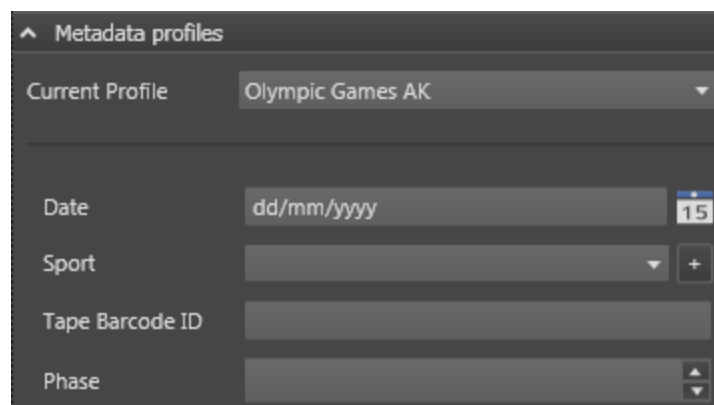 Metadata profiles
Current Profile Olympic Games AK
Date dd/mm/yyyy 15
Sport +
Tape Barcode ID
Phase